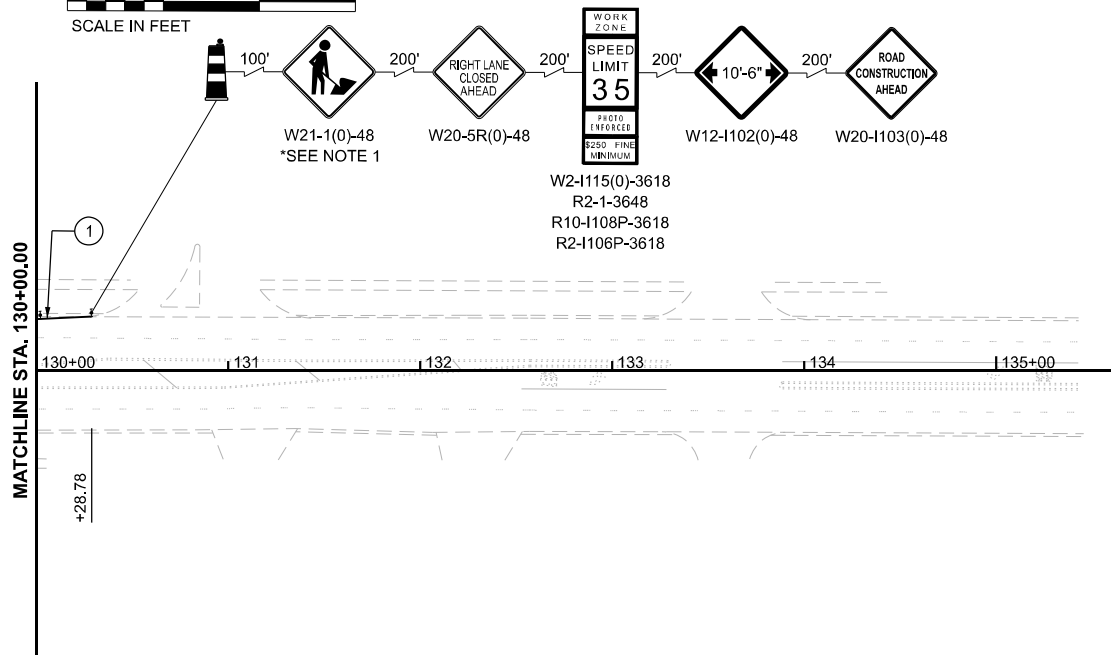 SCALE IN FEET
100'
200'
200'
200'
200'
RIGHT LANE
CLOSED
AHEAD
WORK
ZONE
SPEED
LIMIT
35
PHOTO
ENFORCED
$250 FINE
MINIMUM
10'-6"
ROAD
CONSTRUCTION
AHEAD
W21-1(0)-48
*SEE NOTE 1
W20-5R(0)-48
W2-I115(0)-3618
R2-1-3648
R10-I108P-3618
R2-I106P-3618
W12-I102(0)-48
W20-I103(0)-48
1
MATCHLINE STA. 130+00.00
130+00
131
132
133
134
135+00
+28.78